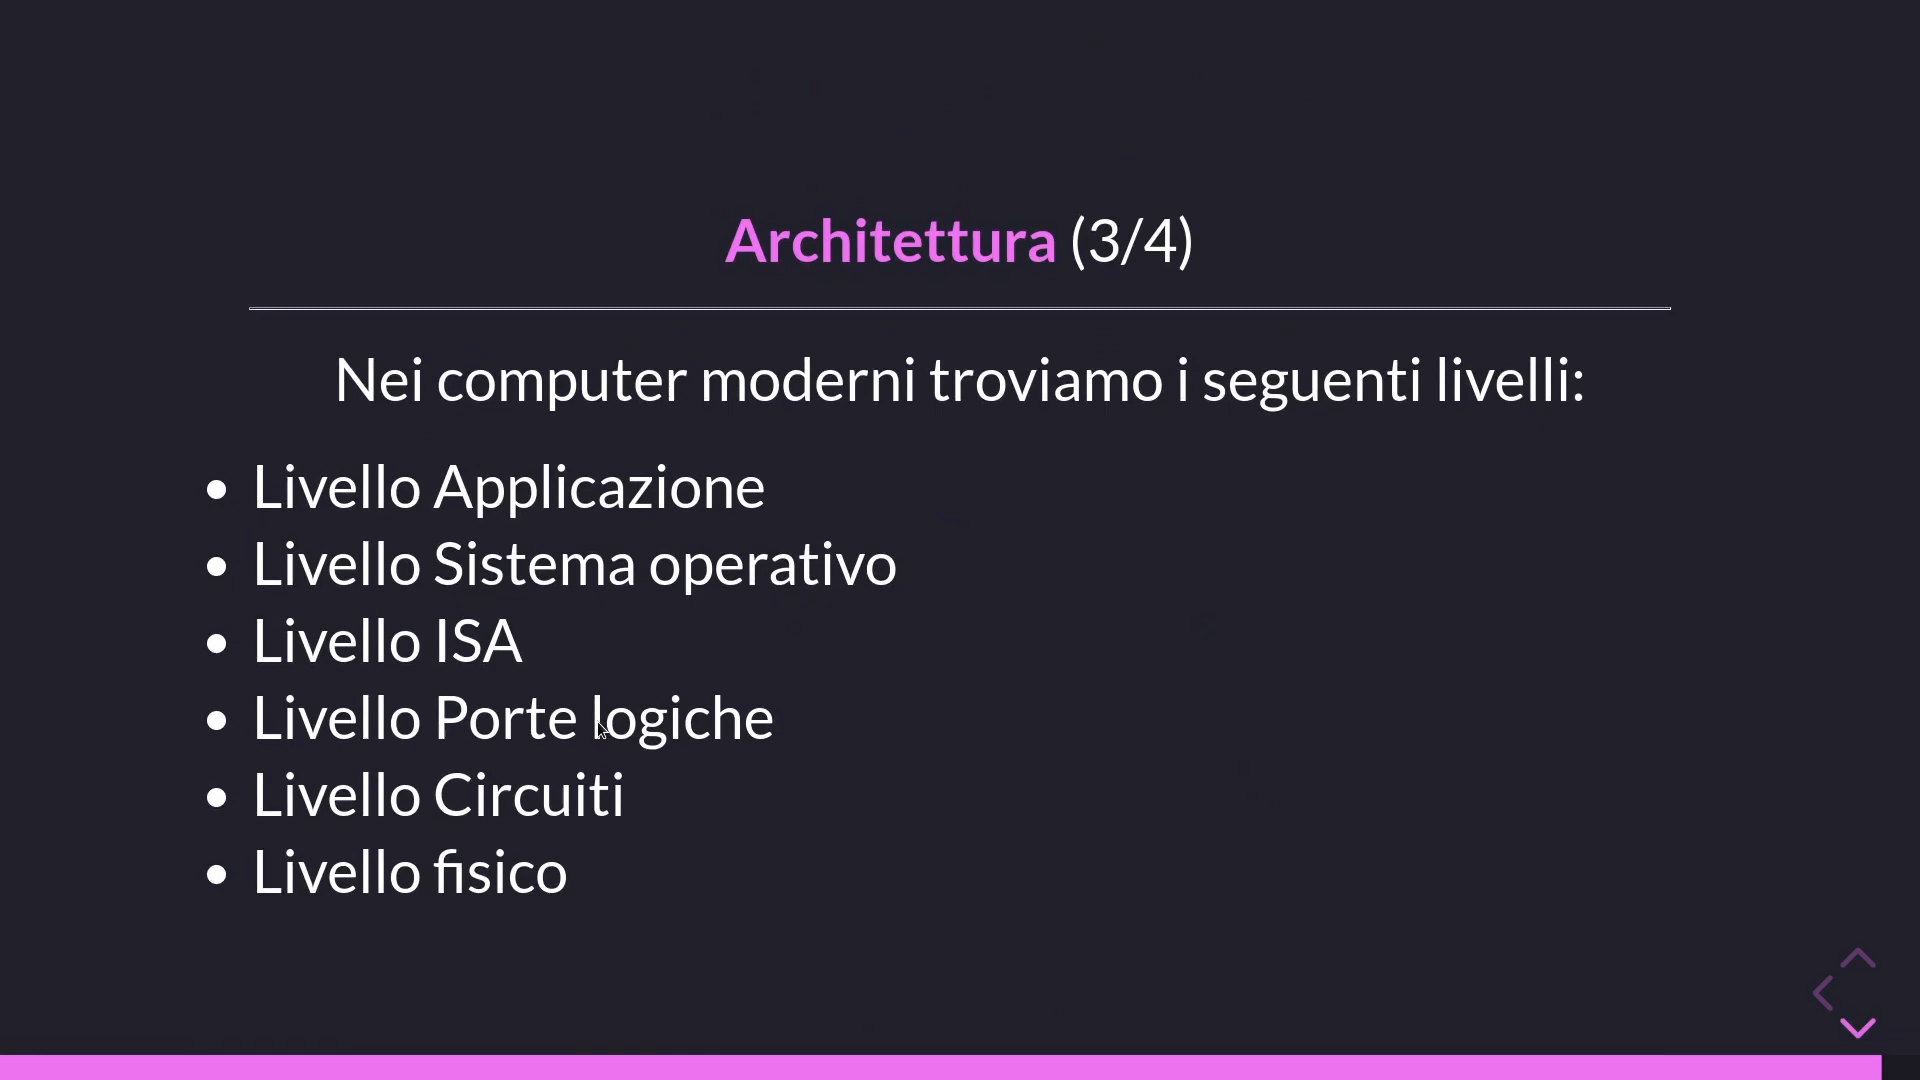 Architettura (3/4)
Nei computer moderni troviamo i seguenti livelli:
Livello Applicazione
Livello Sistema operativo
Livello ISA
Livello Porte logiche
Livello Circuiti
Livello fisico